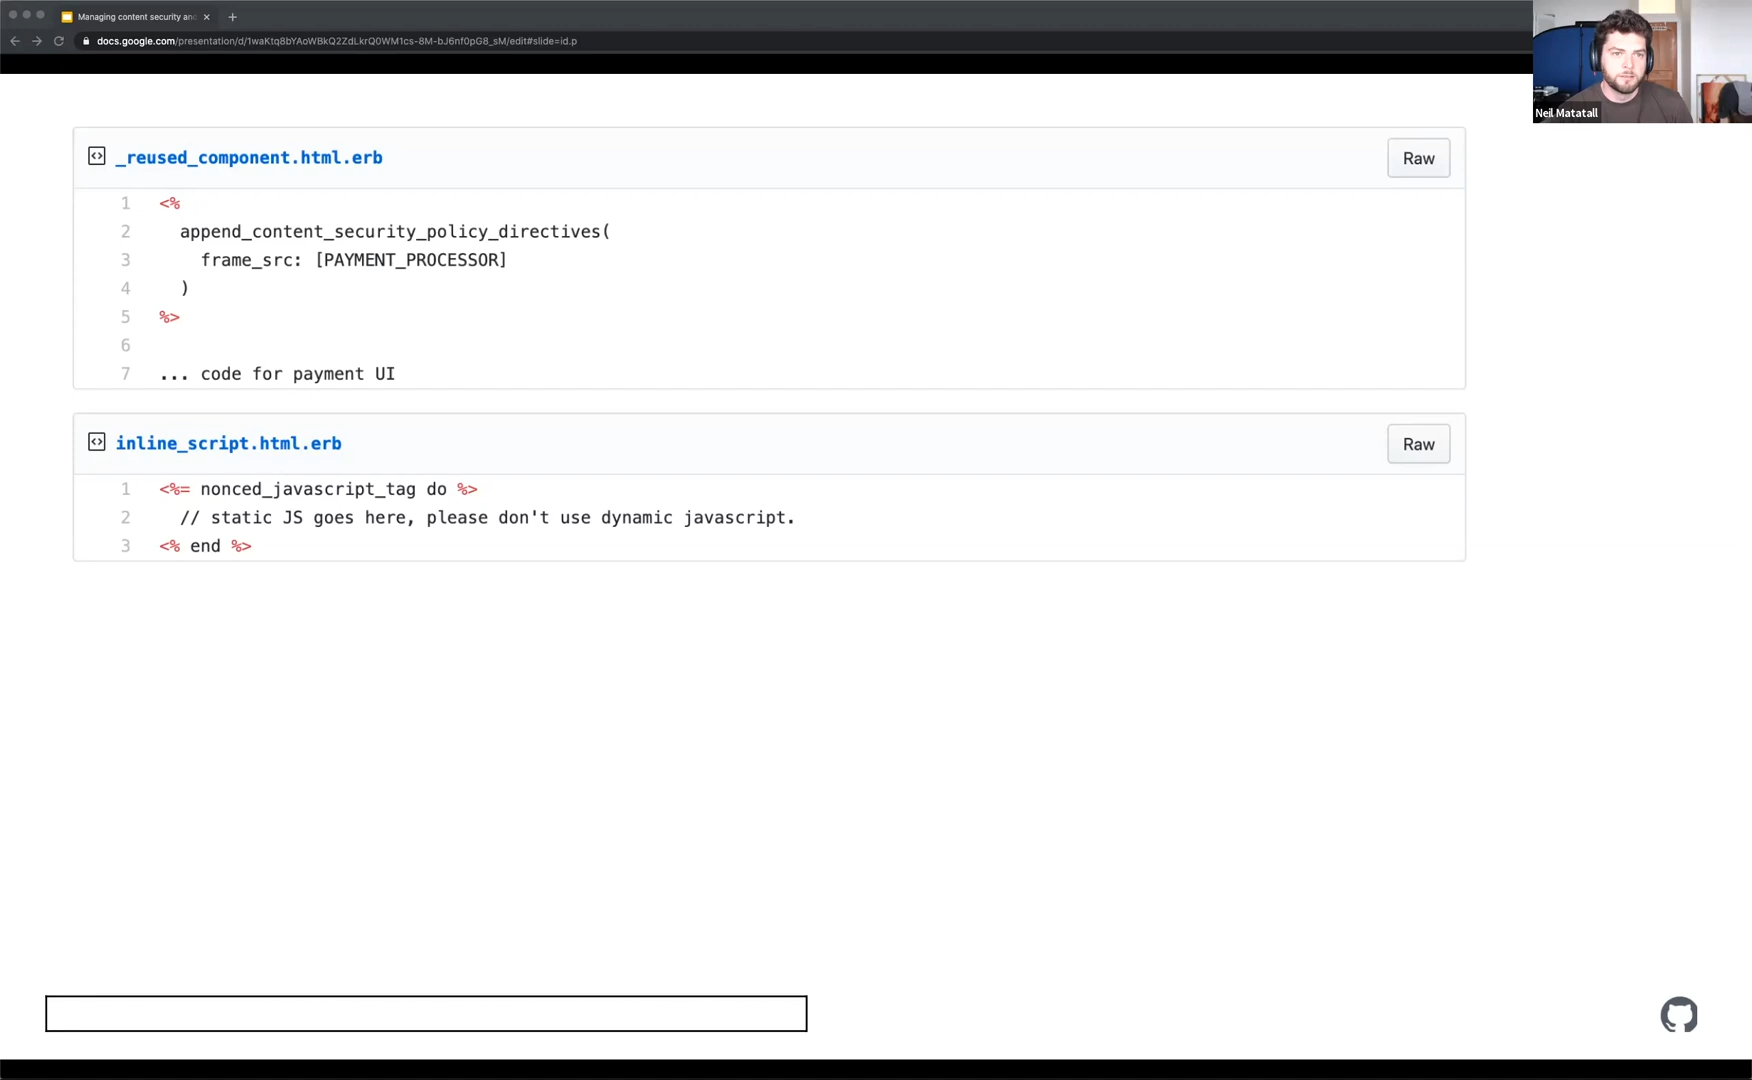 Managing content security an
docs.google.com/presentation/d/1waKtq8bYAoWBkQ2ZdLkrQ0WM1cs-8M-bJ6nf0pG8_sM/edit#slide=id.p
Neil Matatall
_reused_component.html.erb
Raw
1 <%
2 append_content_security_policy_directives(
3 frame_src: [PAYMENT_PROCESSOR]
4 )
5 %>
6
7 ... code for payment UI
inline_script.html.erb
Raw
1 <%= nonced_javascript_tag do %>
2 // static JS goes here, please don't use dynamic javascript.
3 <% end %>